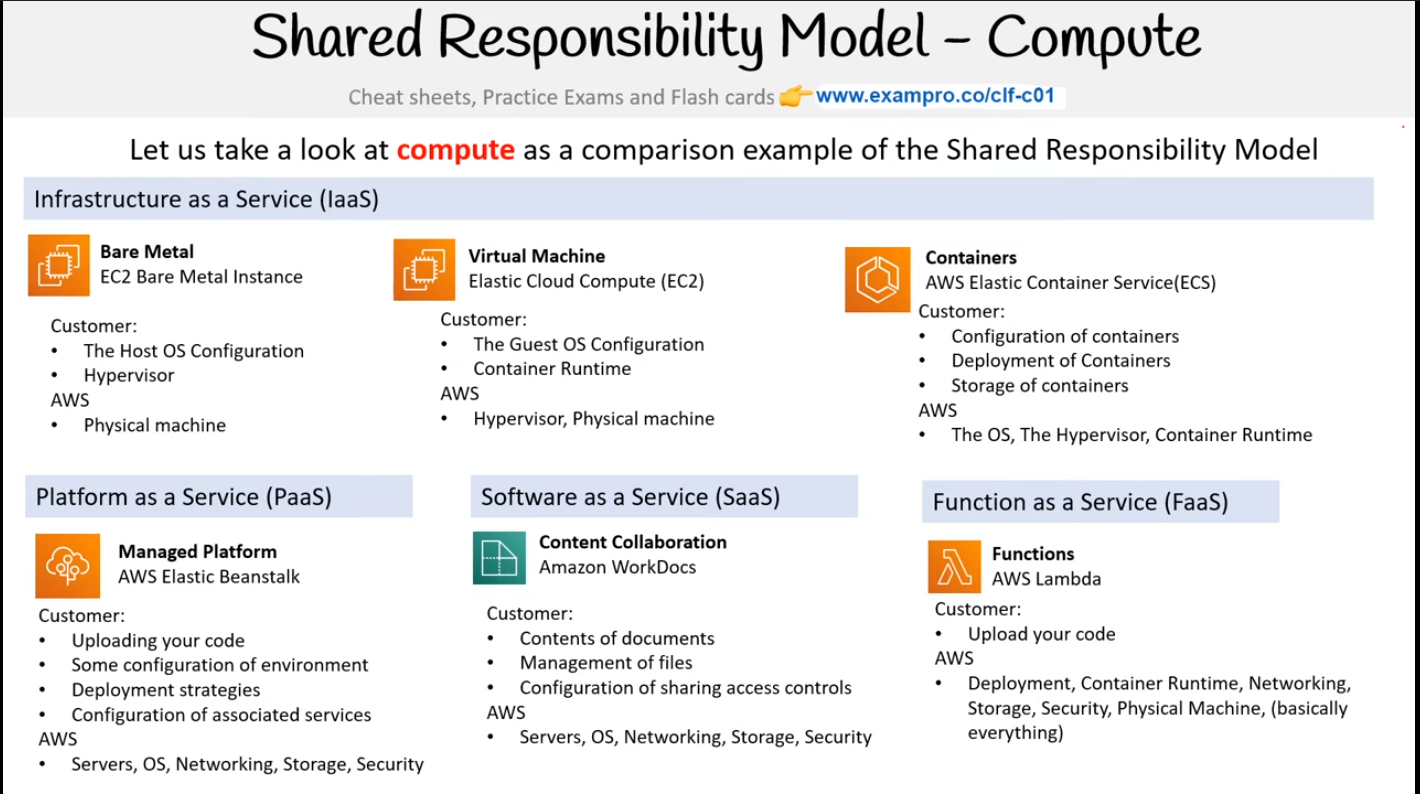 Shared Responsibility Model – Compute
Cheat sheets, Practice Exams and Flash cards 👉 www.exampro.co/clf-c01
Let us take a look at compute as a comparison example of the Shared Responsibility Model
Infrastructure as a Service (IaaS)
Bare Metal
EC2 Bare Metal Instance
Customer:
• The Host OS Configuration
• Hypervisor
AWS
• Physical machine
Virtual Machine
Elastic Cloud Compute (EC2)
Customer:
• The Guest OS Configuration
• Container Runtime
AWS
• Hypervisor, Physical machine
Containers
AWS Elastic Container Service(ECS)
Customer:
• Configuration of containers
• Deployment of Containers
• Storage of containers
AWS
• The OS, The Hypervisor, Container Runtime
Platform as a Service (PaaS)
Managed Platform
AWS Elastic Beanstalk
Customer:
• Uploading your code
• Some configuration of environment
• Deployment strategies
• Configuration of associated services
AWS
• Servers, OS, Networking, Storage, Security
Software as a Service (SaaS)
Content Collaboration
Amazon WorkDocs
Customer:
• Contents of documents
• Management of files
• Configuration of sharing access controls
AWS
• Servers, OS, Networking, Storage, Security
Function as a Service (FaaS)
Functions
AWS Lambda
Customer:
• Upload your code
AWS
• Deployment, Container Runtime, Networking,
Storage, Security, Physical Machine, (basically
everything)